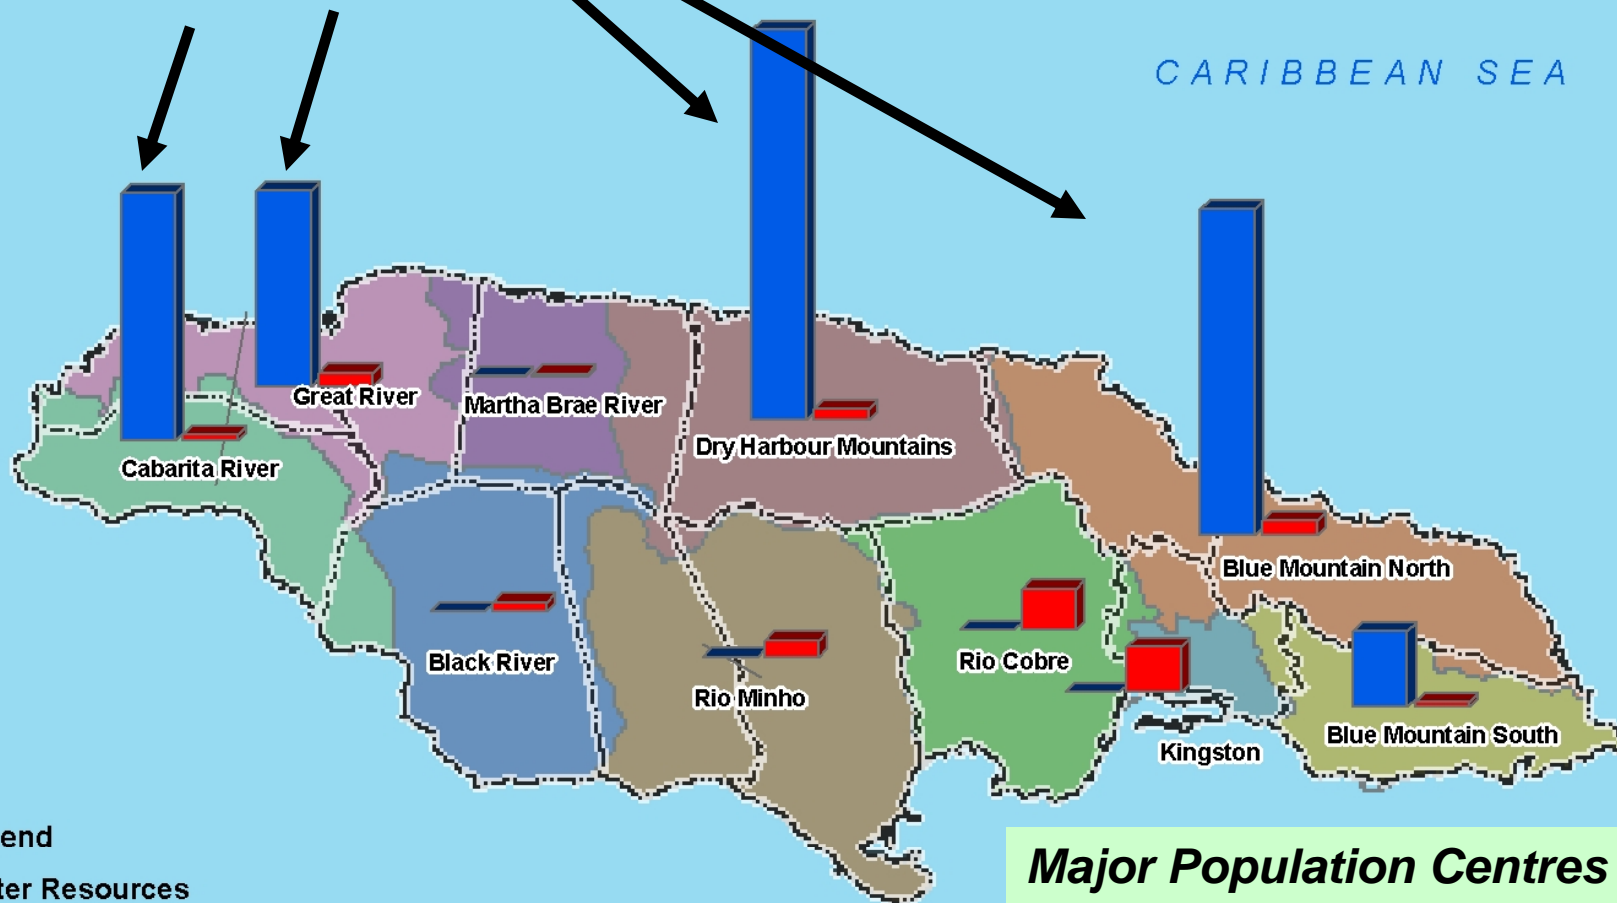 CARIBBEAN SEA
Great River
Martha Brae River
Dry Harbour Mountains
Cabarita River
Blue Mountain North
Black River
Rio Cobre
Rio Minho
Blue Mountain South
Kingston
end
ter Resources
Major Population Centres